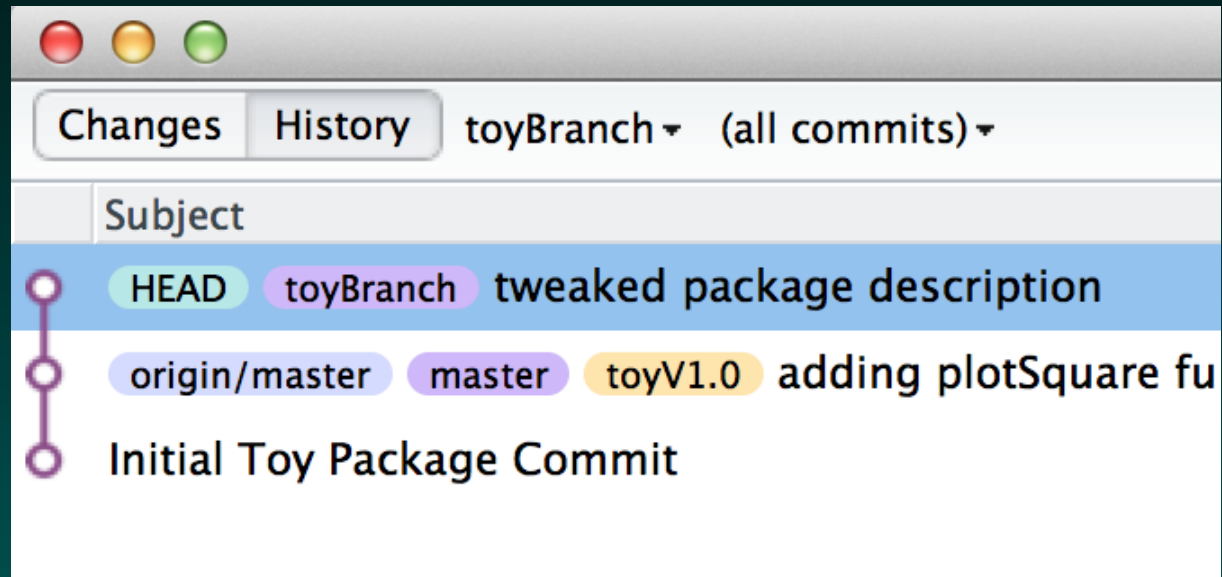 Changes History toyBranch (all commits)
Subject
HEAD toyBranch tweaked package description
origin/master master toyV1.0 adding plotSquare fu
Initial Toy Package Commit